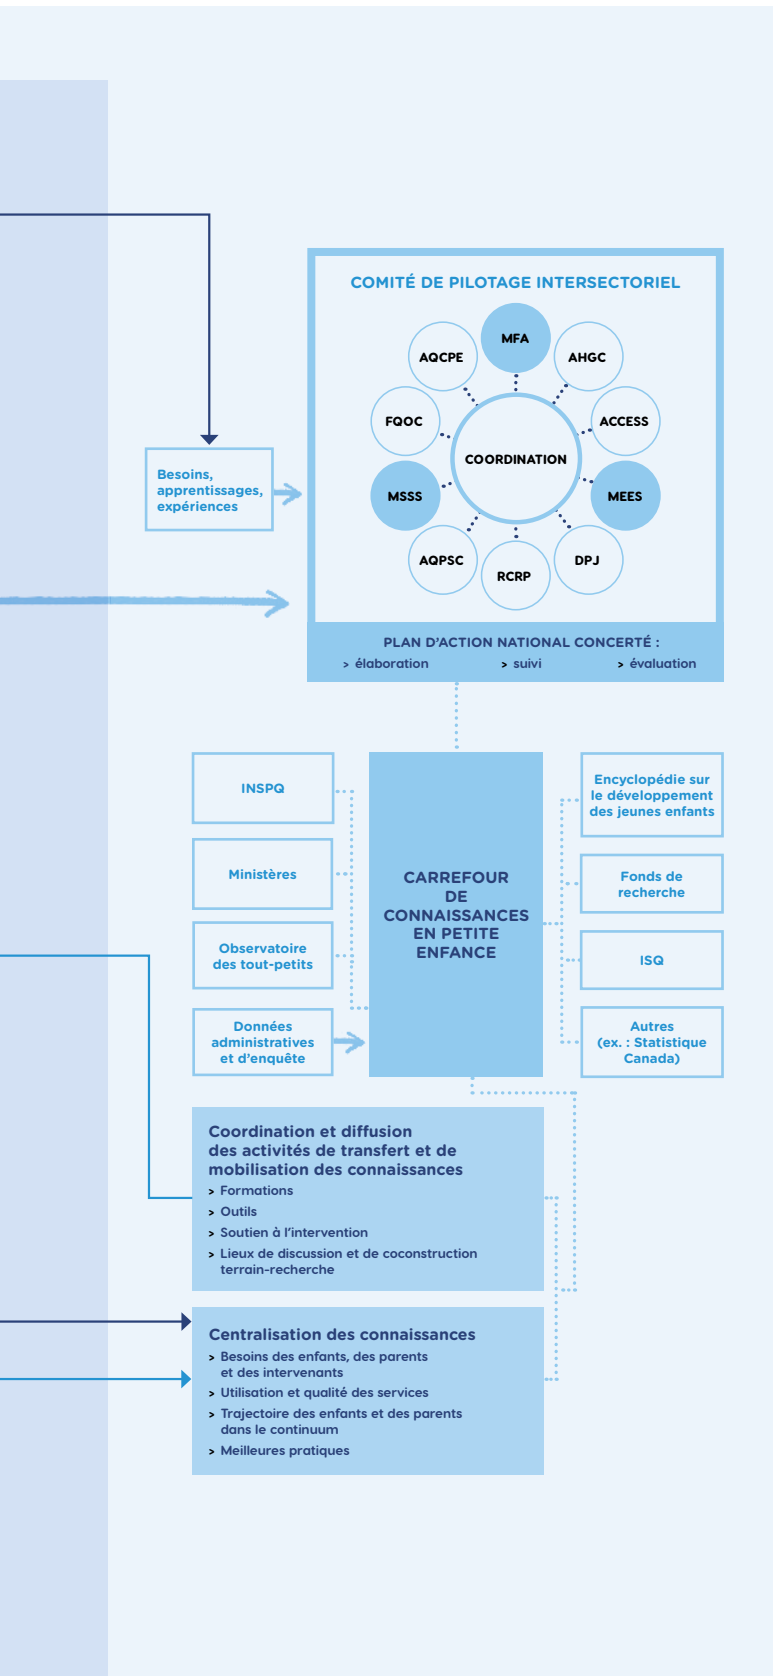 COMITÉ DE PILOTAGE INTERSECTORIEL
MFA
AQCPE
AHGC
FQOC
ACCESS
COORDINATION
MSSS
MEES
AQPSC
DPJ
RCRP
Besoins,
apprentissages,
expériences
PLAN D’ACTION NATIONAL CONCERTÉ :
> élaboration > suivi > évaluation
INSPQ
Ministères
Observatoire
des tout-petits
Données
administratives
et d’enquête
CARREFOUR
DE
CONNAISSANCES
EN PETITE
ENFANCE
Encyclopédie sur
le développement
des jeunes enfants
Fonds de
recherche
ISQ
Autres
(ex. : Statistique
Canada)
Coordination et diffusion
des activités de transfert et de
mobilisation des connaissances
> Formations
> Outils
> Soutien à l’intervention
> Lieux de discussion et de coconstruction
terrain-recherche
Centralisation des connaissances
> Besoins des enfants, des parents
et des intervenants
> Utilisation et qualité des services
> Trajectoire des enfants et des parents
dans le continuum
> Meilleures pratiques